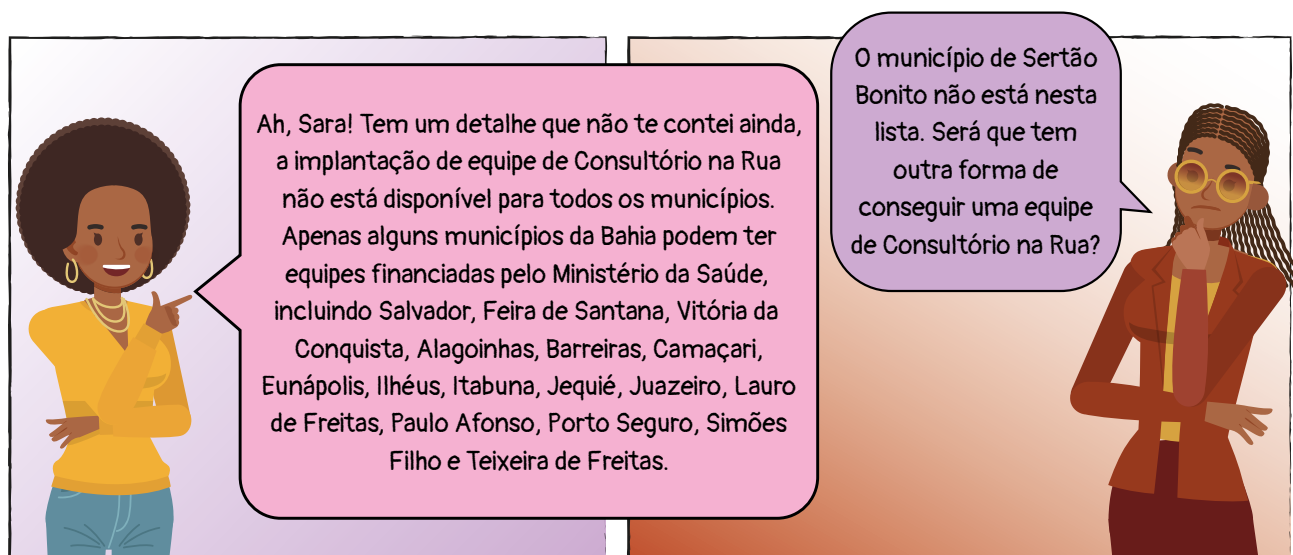 Ah, Sara! Tem um detalhe que não te contei ainda,
a implantação de equipe de Consultório na Rua
não está disponível para todos os municípios.
Apenas alguns municípios da Bahia podem ter
equipes financiadas pelo Ministério da Saúde,
incluindo Salvador, Feira de Santana, Vitória da
Conquista, Alagoinhas, Barreiras, Camaçari,
Eunápolis, Ilhéus, Itabuna, Jequié, Juazeiro, Lauro
de Freitas, Paulo Afonso, Porto Seguro, Simões
Filho e Teixeira de Freitas.
O município de Sertão
Bonito não está nesta
lista. Será que tem
outra forma de
conseguir uma equipe
de Consultório na Rua?